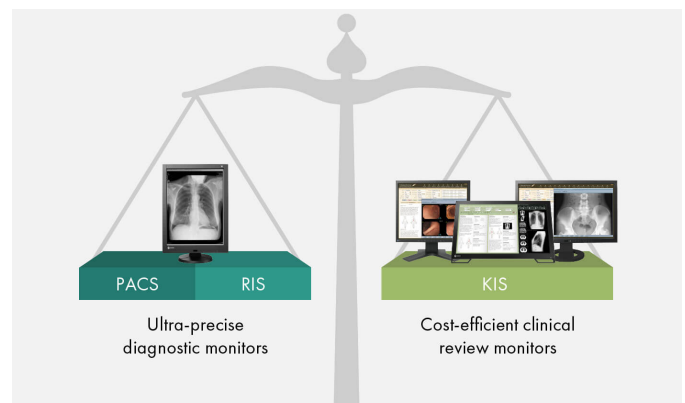 PACS
RIS
KIS
Ultra-precise
diagnostic monitors
Cost-efficient clinical
review monitors